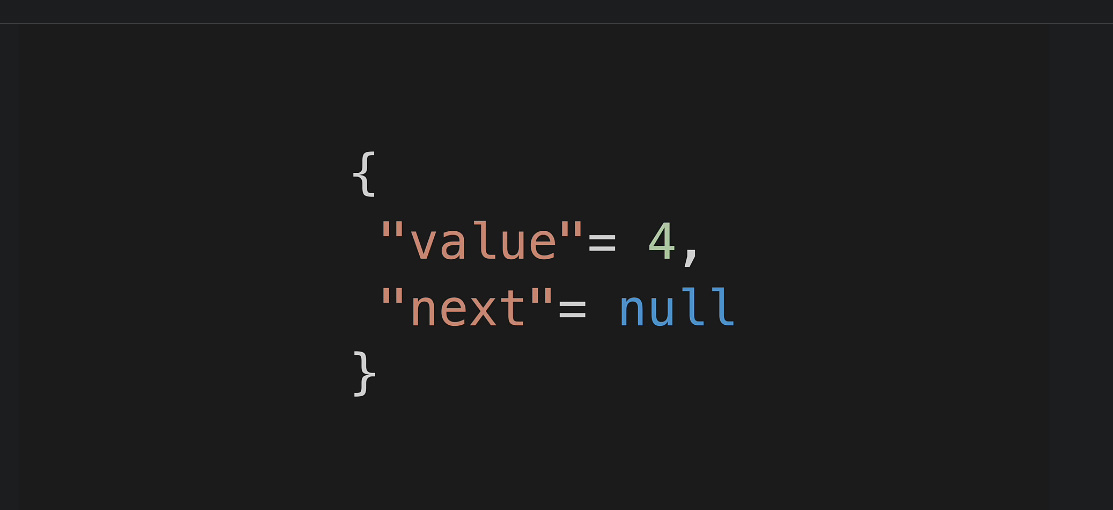 {
"value"= 4,
"next"= null
}